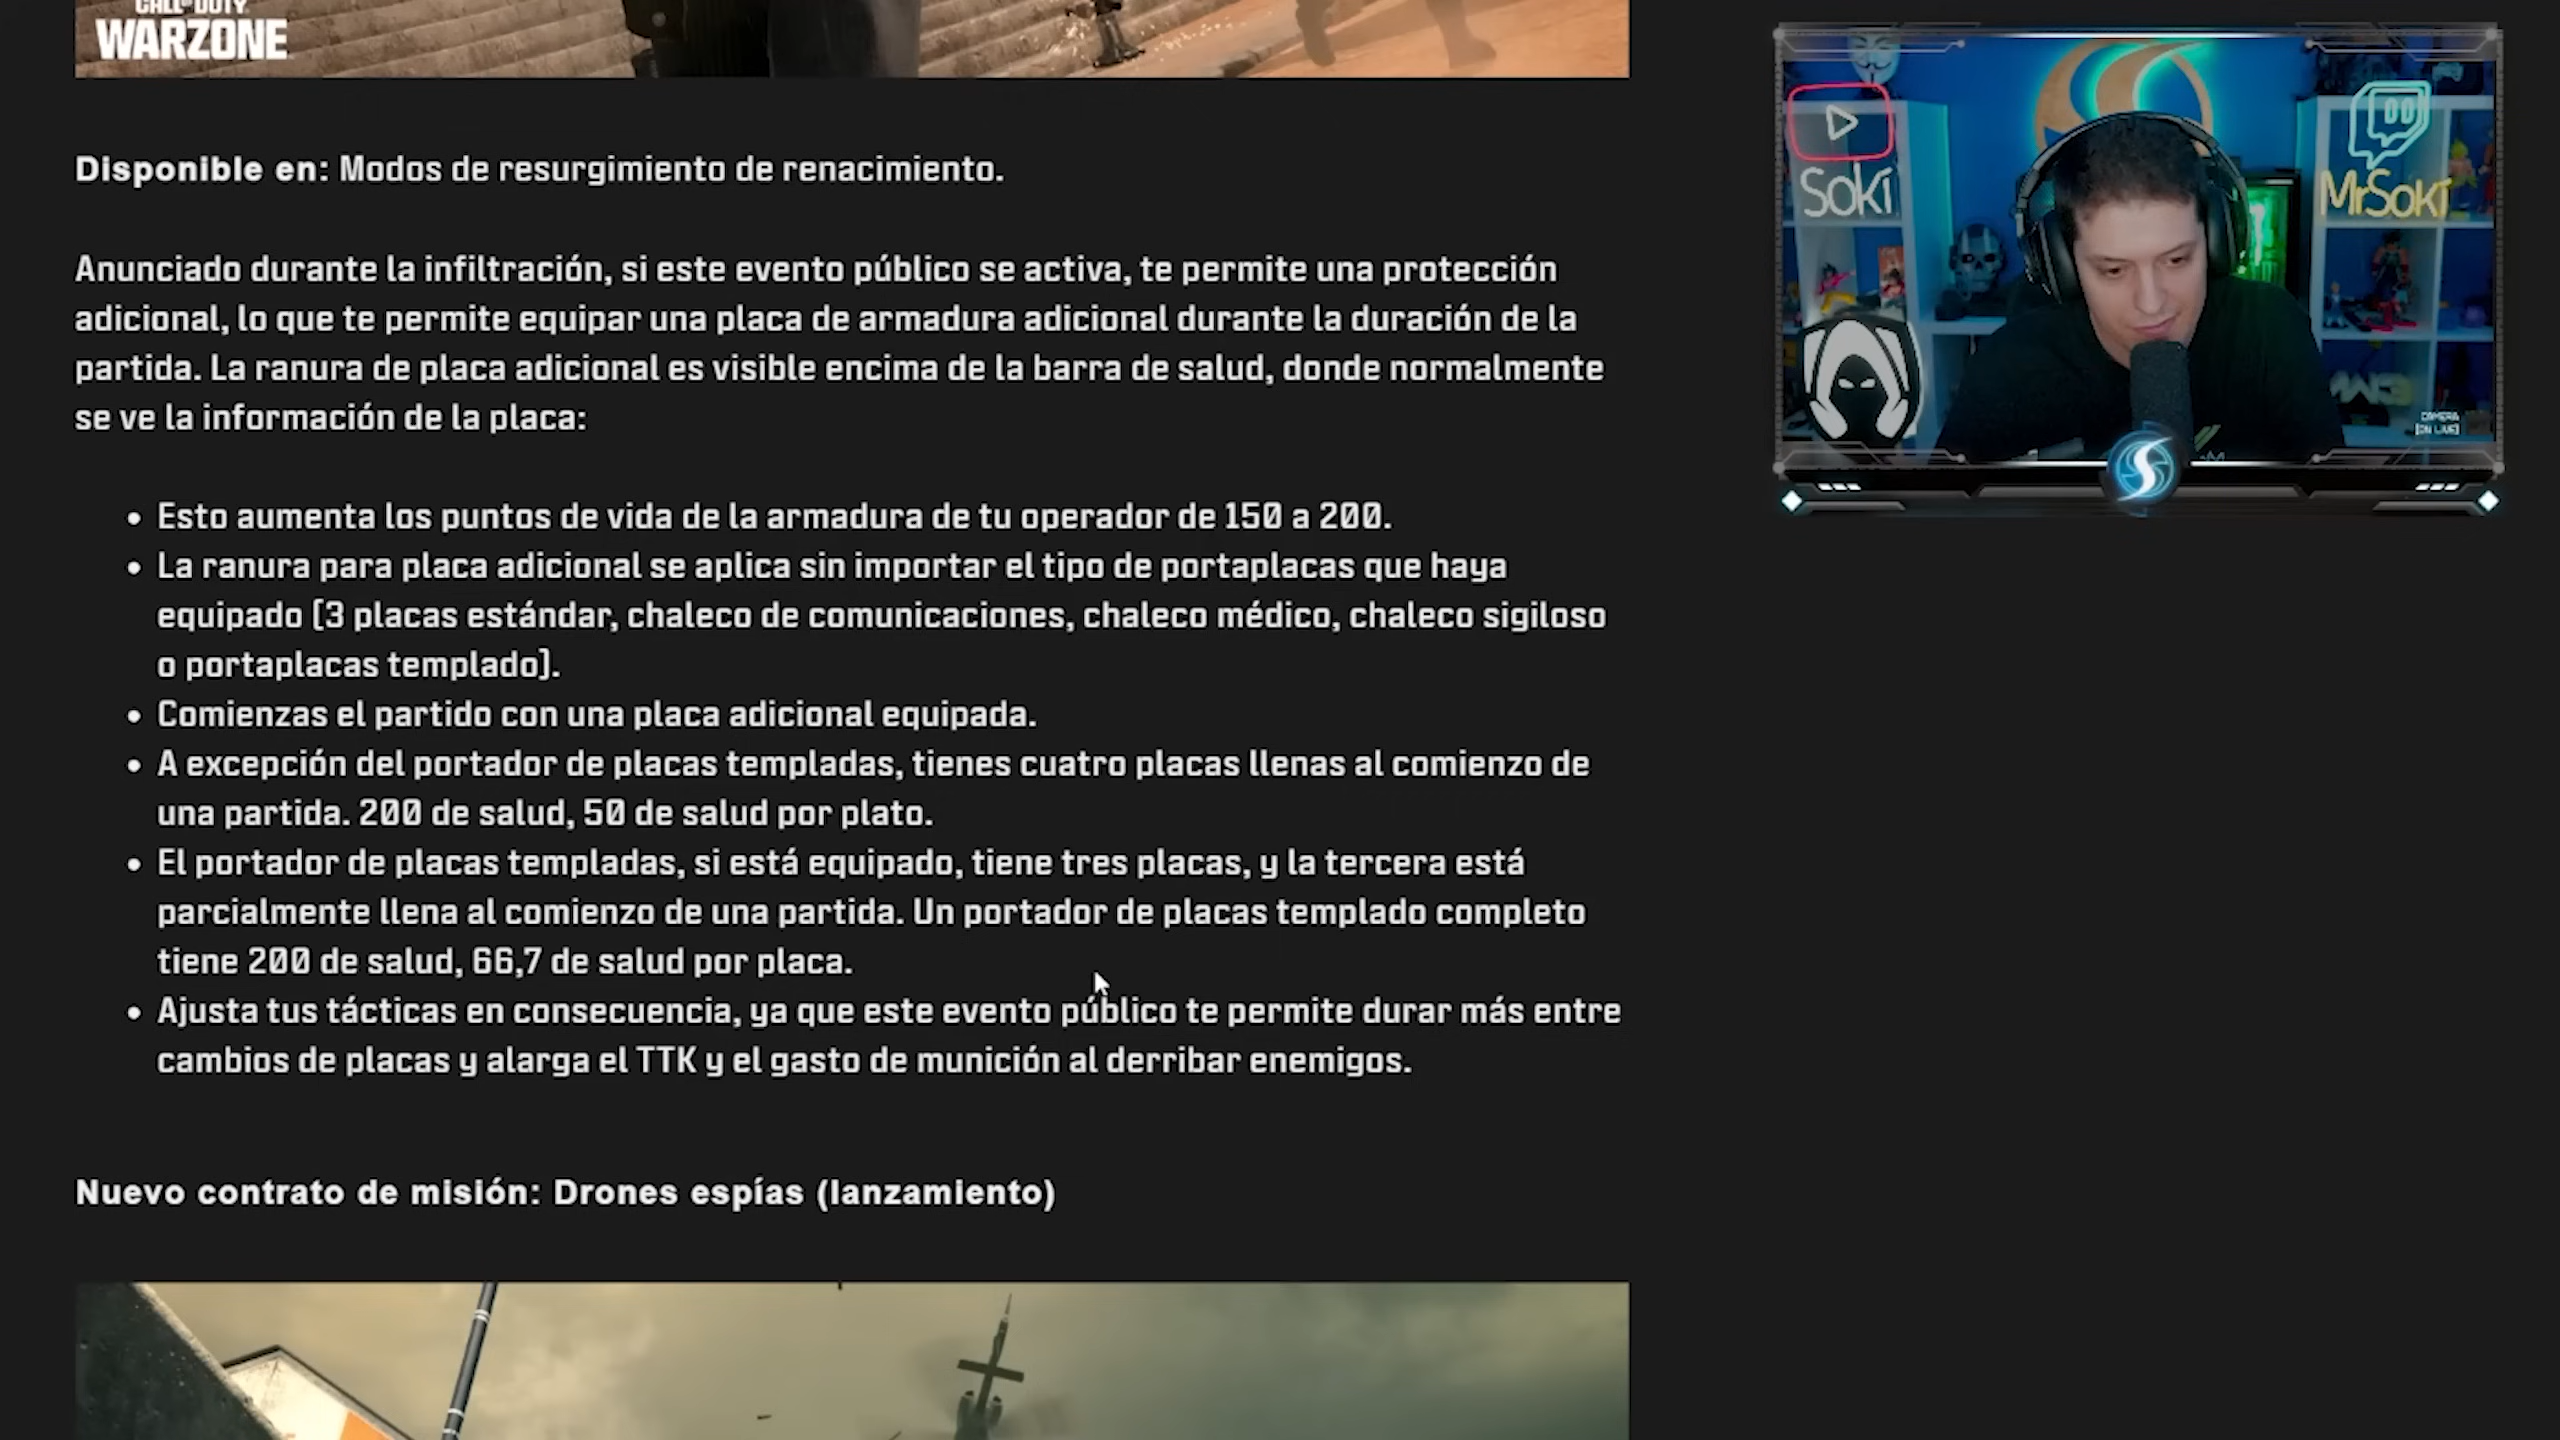 CALL OF DUTY
WARZONE
Disponible en: Modos de resurgimiento de renacimiento.
Anunciado durante la infiltración, si este evento público se activa, te permite una protección
adicional, lo que te permite equipar una placa de armadura adicional durante la duración de la
partida. La ranura de placa adicional es visible encima de la barra de salud, donde normalmente
se ve la información de la placa:
• Esto aumenta los puntos de vida de la armadura de tu operador de 150 a 200.
• La ranura para placa adicional se aplica sin importar el tipo de portaplacas que haya
equipado [3 placas estándar, chaleco de comunicaciones, chaleco médico, chaleco sigiloso
o portaplacas templado].
• Comienzas el partido con una placa adicional equipada.
• A excepción del portador de placas templadas, tienes cuatro placas llenas al comienzo de
una partida. 200 de salud, 50 de salud por plato.
• El portador de placas templadas, si está equipado, tiene tres placas, y la tercera está
parcialmente llena al comienzo de una partida. Un portador de placas templado completo
tiene 200 de salud, 66,7 de salud por placa.
• Ajusta tus tácticas en consecuencia, ya que este evento público te permite durar más entre
cambios de placas y alarga el TTK y el gasto de munición al derribar enemigos.
Nuevo contrato de misión: Drones espías (lanzamiento)
Soki
MrSoki
CAMERA
[ON LIVE]